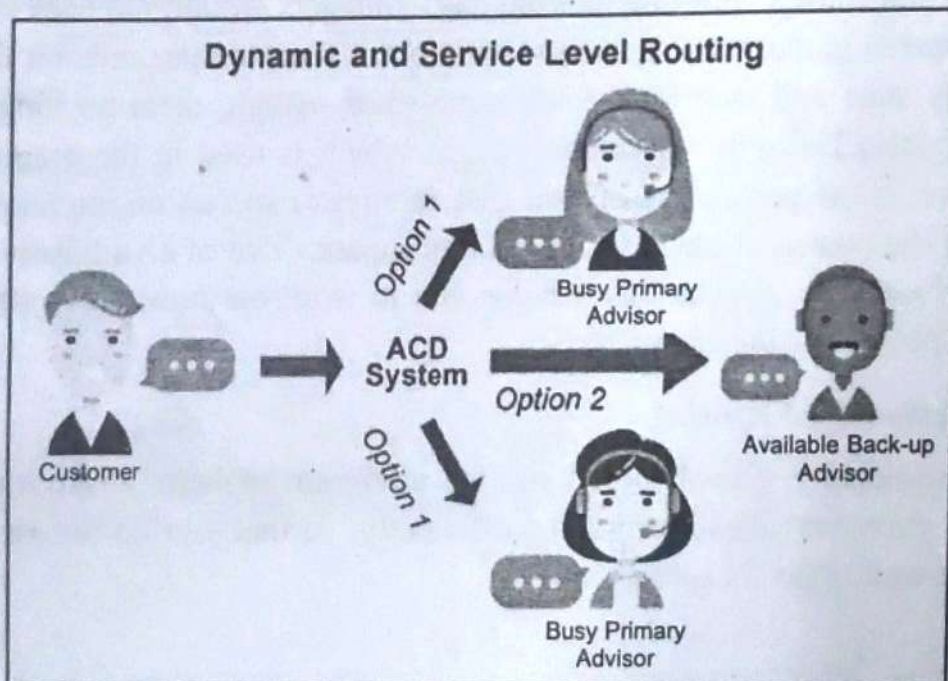 Dynamic and Service Level Routing
Option 1
Busy Primary
Advisor
Customer
ACD
System
Option 2
Available Back-up
Advisor
Option 1
Busy Primary
Advisor